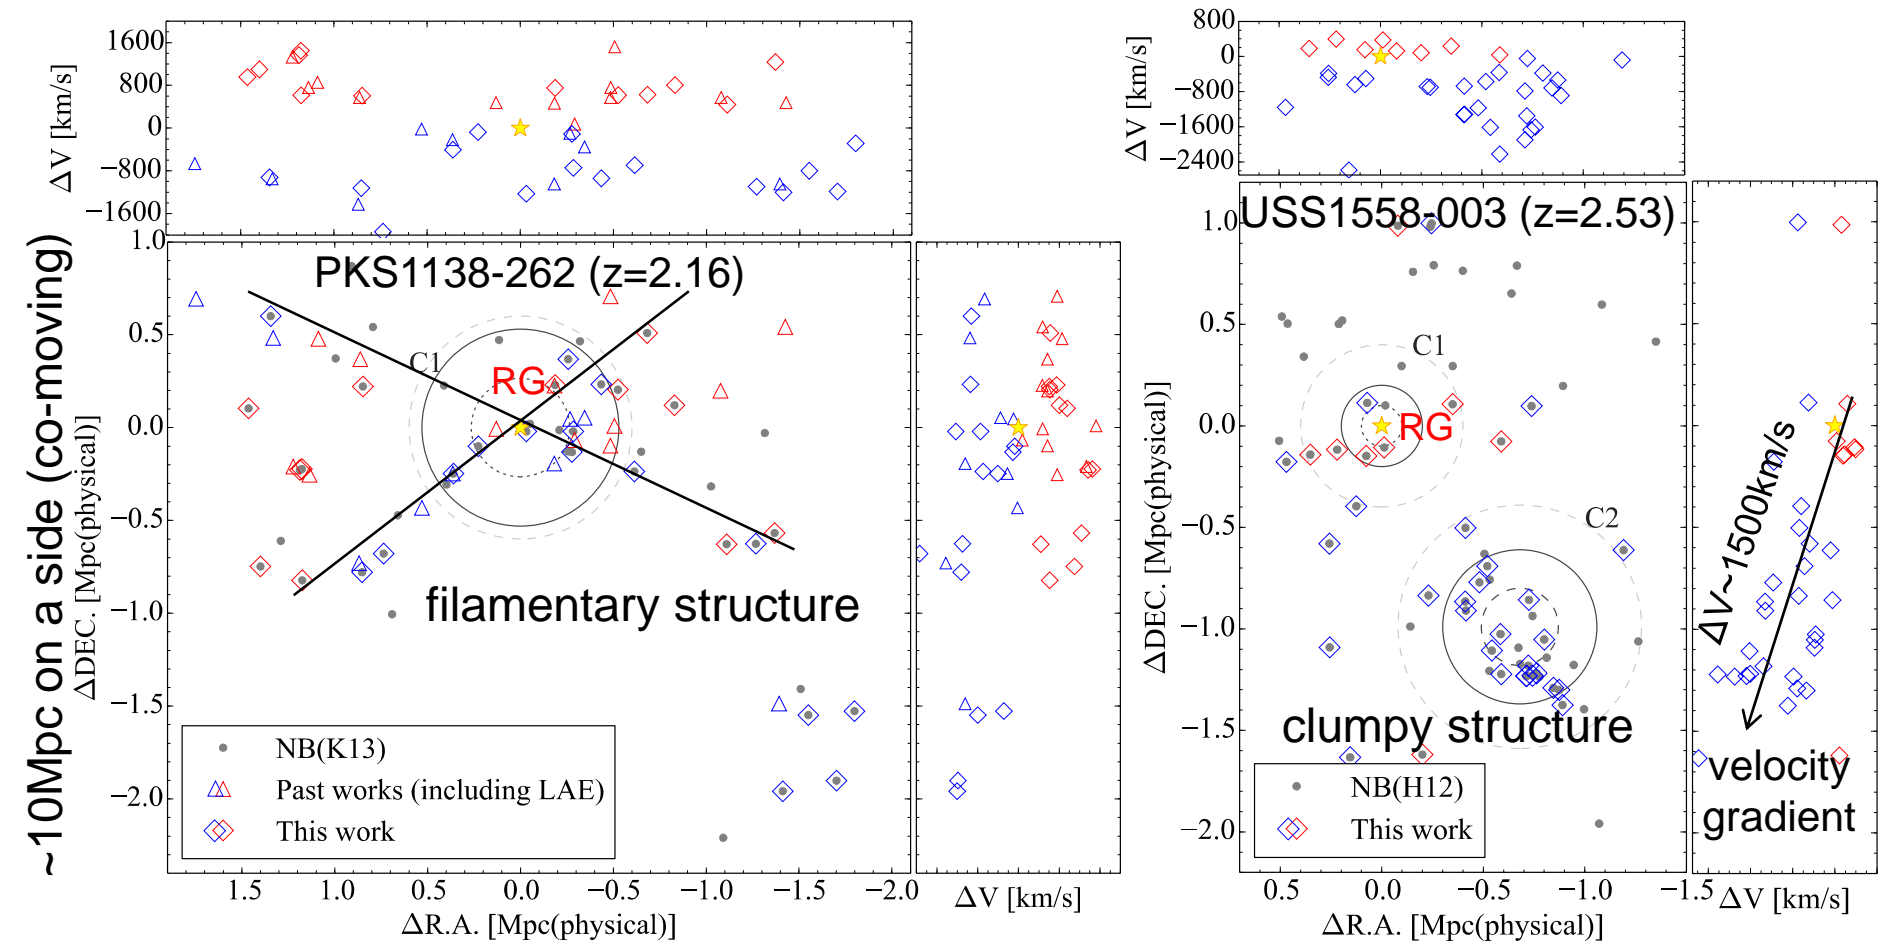 1600
800
0
−800
−1600
ΔV [km/s]
~10Mpc on a side (co-moving)
PKS1138-262 (z=2.16)
C1
RG
filamentary structure
NB(K13)
Past works (including LAE)
This work
1.0
0.5
0.0
−0.5
−1.0
−1.5
−2.0
ΔDEC. [Mpc(physical)]
1.5 1.0 0.5 0.0 −0.5 −1.0 −1.5 −2.0
ΔR.A. [Mpc(physical)]
ΔV [km/s]
800
0
−800
−1600
−2400
ΔV [km/s]
USS1558-003 (z=2.53)
C1
RG
C2
clumpy structure
NB(H12)
This work
1.0
0.5
0.0
−0.5
−1.0
−1.5
−2.0
ΔDEC. [Mpc(physical)]
0.5 0.0 −0.5 −1.0 −1.5
ΔR.A. [Mpc(physical)]
ΔV~1500km/s
velocity
gradient
ΔV [km/s]